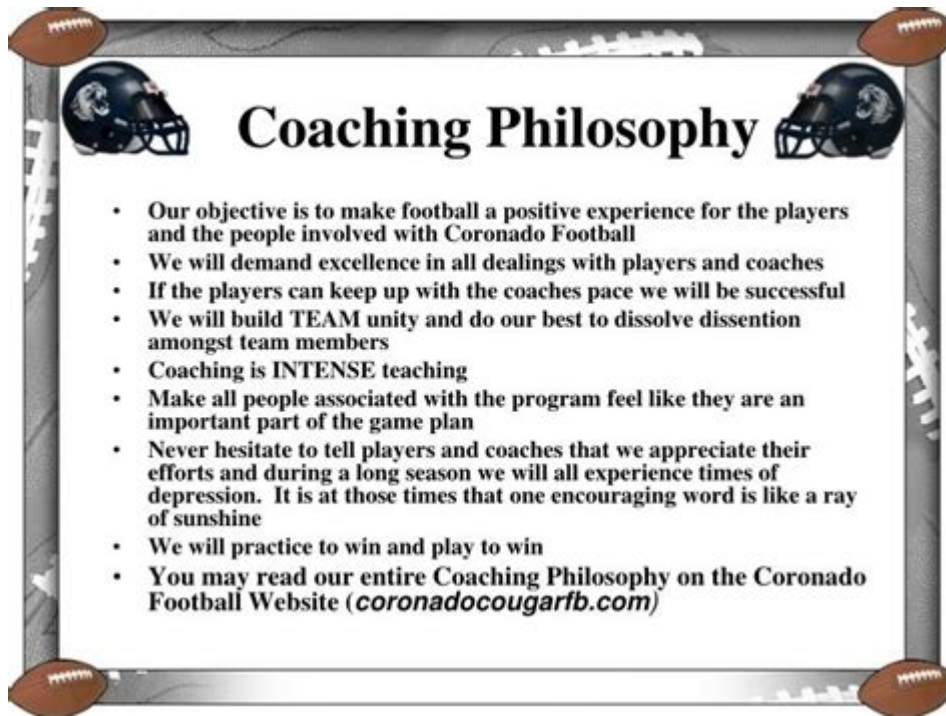 Coaching Philosophy
• Our objective is to make football a positive experience for the players
and the people involved with Coronado Football
• We will demand excellence in all dealings with players and coaches
• If the players can keep up with the coaches pace we will be successful
• We will build TEAM unity and do our best to dissolve dissention
amongst team members
• Coaching is INTENSE teaching
• Make all people associated with the program feel like they are an
important part of the game plan
• Never hesitate to tell players and coaches that we appreciate their
efforts and during a long season we will all experience times of
depression. It is at those times that one encouraging word is like a ray
of sunshine
• We will practice to win and play to win
• You may read our entire Coaching Philosophy on the Coronado
Football Website (coronadocougarfb.com)